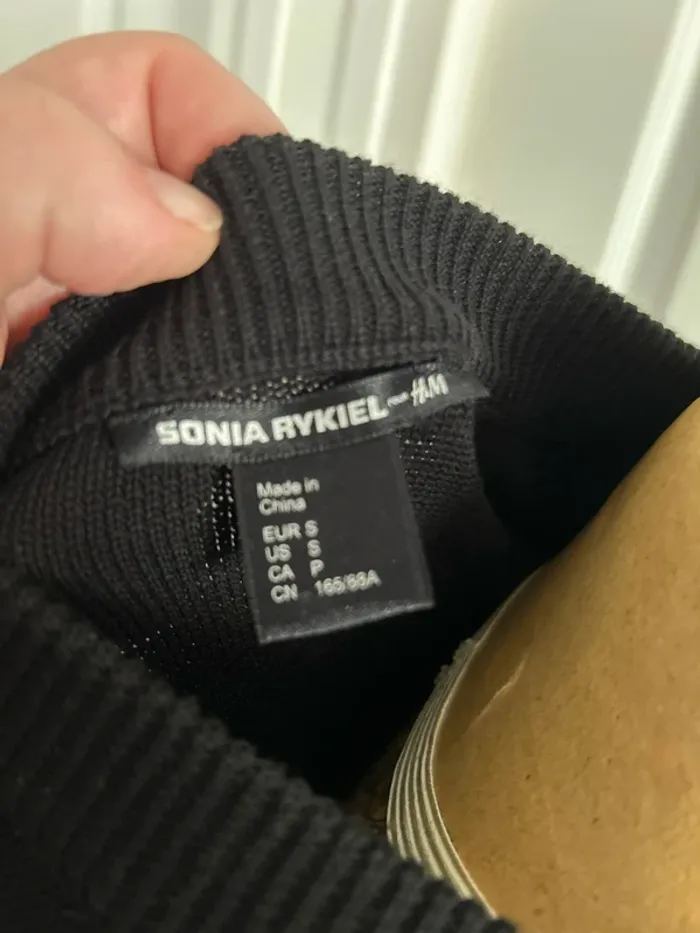 SONIA RYKIEL POUR H&M
Made in
China
EUR S
US S
CA P
CN 165/88A